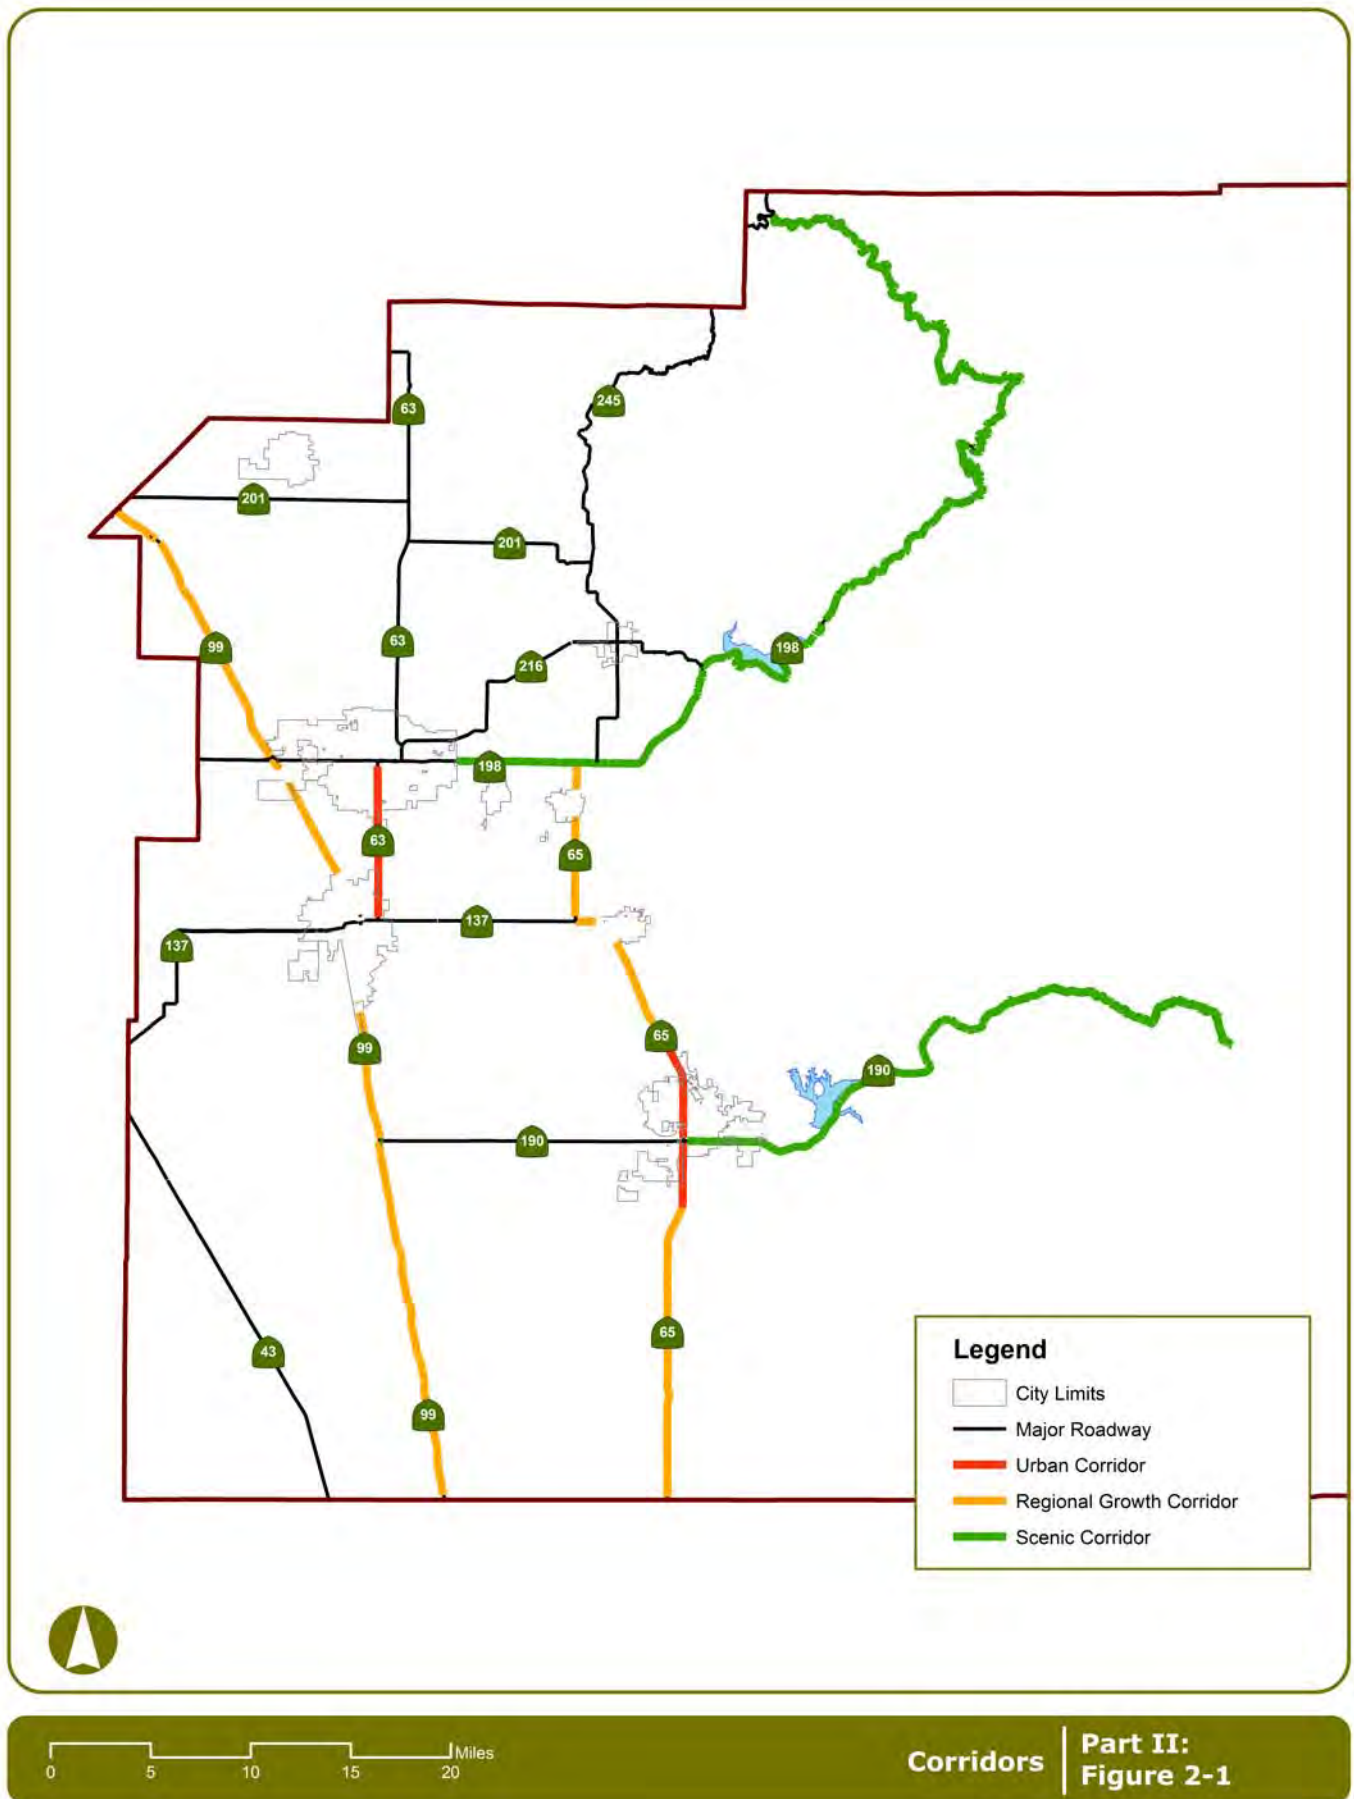 63
245
201
201
99
63
216
198
198
63
65
137
137
65
99
190
190
43
65
99
Legend
City Limits
Major Roadway
Urban Corridor
Regional Growth Corridor
Scenic Corridor
Miles
0 5 10 15 20
Corridors
Part II:
Figure 2-1